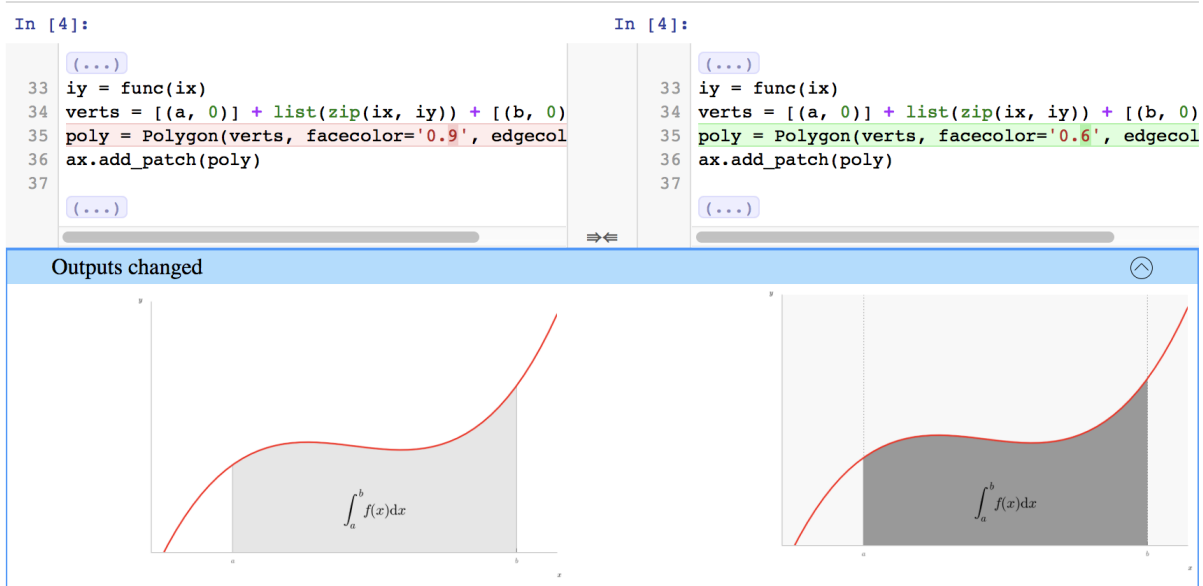 In [4]:
(...)
33 iy = func(ix)
34 verts = [(a, 0)] + list(zip(ix, iy)) + [(b, 0)
35 poly = Polygon(verts, facecolor='0.9', edgecol
36 ax.add_patch(poly)
37
(...)
In [4]:
(...)
33 iy = func(ix)
34 verts = [(a, 0)] + list(zip(ix, iy)) + [(b, 0)
35 poly = Polygon(verts, facecolor='0.6', edgecol
36 ax.add_patch(poly)
37
(...)
⇛⇚
Outputs changed
y
∫_a^b f(x)dx
a b
x
y
∫_a^b f(x)dx
a b
x